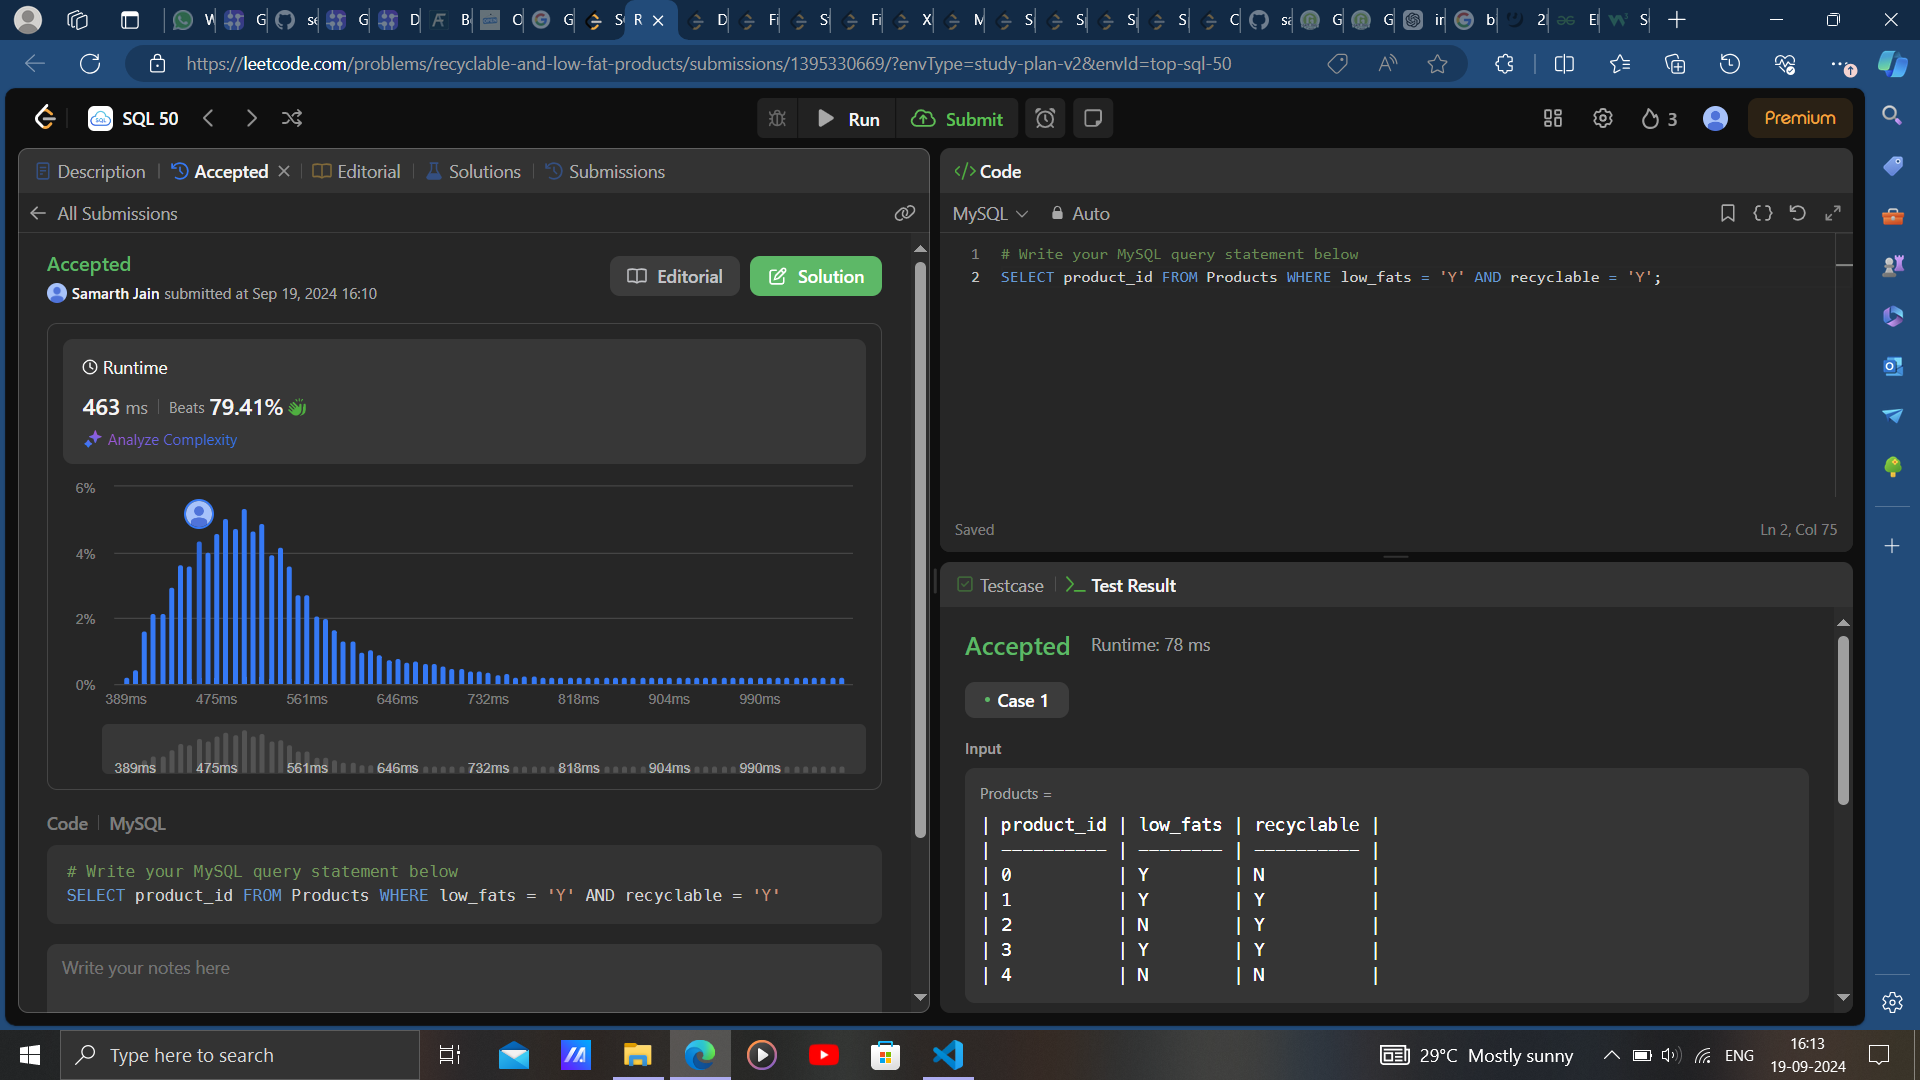 https://leetcode.com/problems/recyclable-and-low-fat-products/submissions/1395330669/?envType=study-plan-v2&envId=top-sql-50
SQL 50
Run
Submit
3
Premium
Description
Accepted
Editorial
Solutions
Submissions
All Submissions
Accepted
Samarth Jain submitted at Sep 19, 2024 16:10
Editorial
Solution
Runtime
463 ms
Beats 79.41%
Analyze Complexity
6%
4%
2%
0%
389ms 475ms 561ms 646ms 732ms 818ms 904ms 990ms
389ms 475ms 561ms 646ms 732ms 818ms 904ms 990ms
Code MySQL
# Write your MySQL query statement below
SELECT product_id FROM Products WHERE low_fats = 'Y' AND recyclable = 'Y'
Write your notes here
</> Code
MySQL Auto
1 # Write your MySQL query statement below
2 SELECT product_id FROM Products WHERE low_fats = 'Y' AND recyclable = 'Y';
Saved
Ln 2, Col 75
Testcase
Test Result
Accepted Runtime: 78 ms
Case 1
Input
Products =
| product_id | low_fats | recyclable |
| ---------- | -------- | ---------- |
| 0 | Y | N |
| 1 | Y | Y |
| 2 | N | Y |
| 3 | Y | Y |
| 4 | N | N |
Type here to search
29°C Mostly sunny
ENG
16:13
19-09-2024